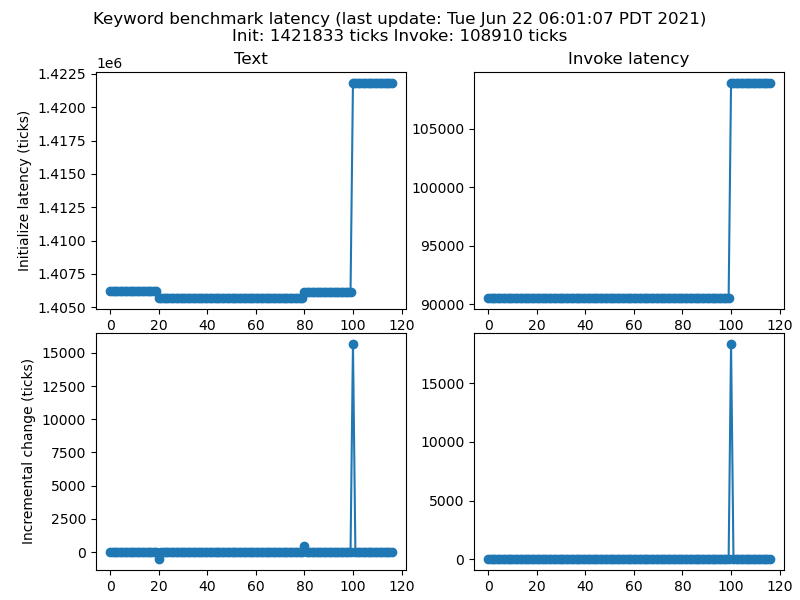 Keyword benchmark latency (last update: Tue Jun 22 06:01:07 PDT 2021)
Init: 1421833 ticks Invoke: 108910 ticks
Text
Invoke latency
1e6
Initialize latency (ticks)
1.4225
1.4200
1.4175
1.4150
1.4125
1.4100
1.4075
1.4050
0 20 40 60 80 100 120
105000
100000
95000
90000
0 20 40 60 80 100 120
Incremental change (ticks)
15000
12500
10000
7500
5000
2500
0
0 20 40 60 80 100 120
15000
10000
5000
0
0 20 40 60 80 100 120